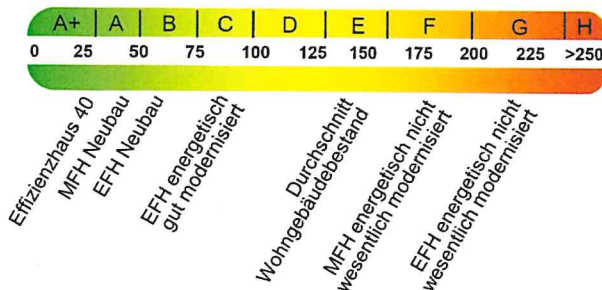 A+ A B C D E F G H
0 25 50 75 100 125 150 175 200 225 >250
Effizienzhaus 40
MFH Neubau
EFH Neubau
EFH energetisch
gut modernisiert
Durchschnitt
Wohngebäudebestand
MFH energetisch nicht
wesentlich modernisiert
EFH energetisch nicht
wesentlich modernisiert